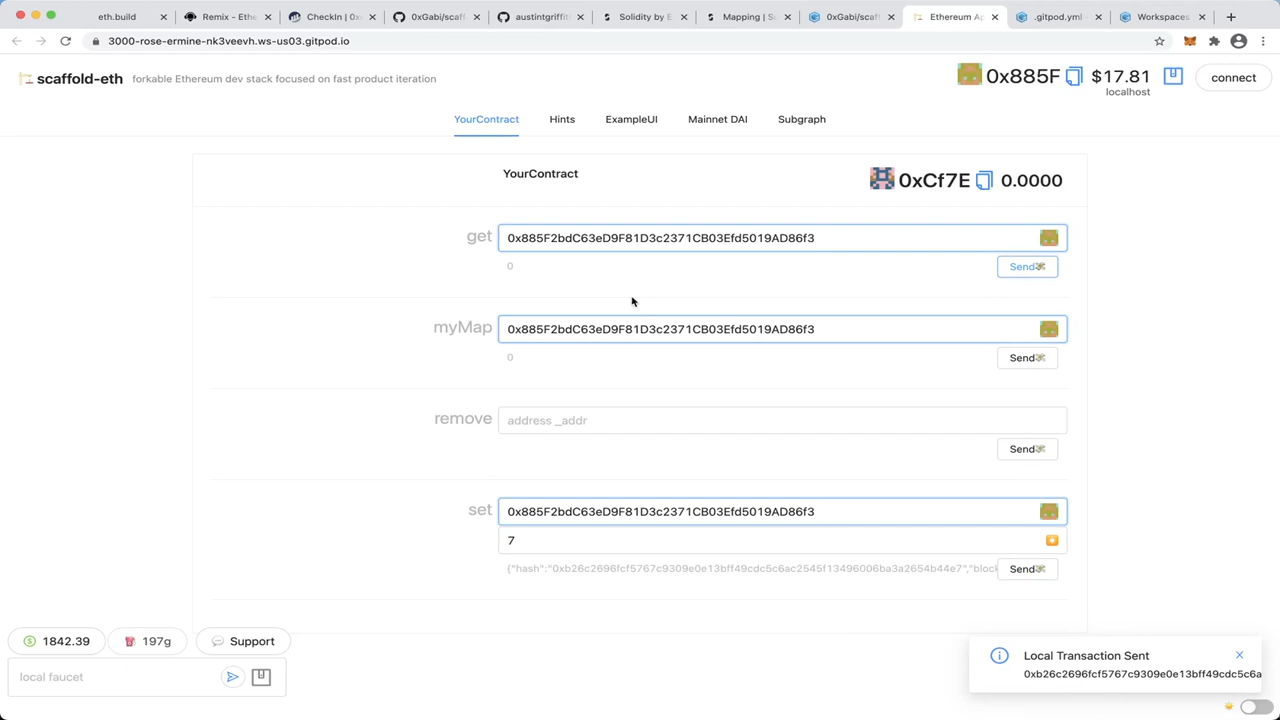 eth.build
Remix - Ethe
CheckIn | 0x
0xGabi/scaff
austintgriffit
Solidity by E
Mapping | Sc
0xGabi/scaff
Ethereum Ap
.gitpod.yml -
Workspaces
3000-rose-ermine-nk3veevh.ws-us03.gitpod.io
scaffold-eth forkable Ethereum dev stack focused on fast product iteration
0x885F $17.81 connect
localhost
YourContract Hints ExampleUI Mainnet DAI Subgraph
YourContract 0xCf7E 0.0000
get 0x885F2bdC63eD9F81D3c2371CB03Efd5019AD86f3
0 Send
myMap 0x885F2bdC63eD9F81D3c2371CB03Efd5019AD86f3
0 Send
remove address _addr
Send
set 0x885F2bdC63eD9F81D3c2371CB03Efd5019AD86f3
7
{"hash":"0xb26c2696fcf5767c9309e0e13bff49cdc5c6ac2545f13496006ba3a2654b44e7","block Send
1842.39 197g Support
local faucet
Local Transaction Sent
0xb26c2696fcf5767c9309e0e13bff49cdc5c6a